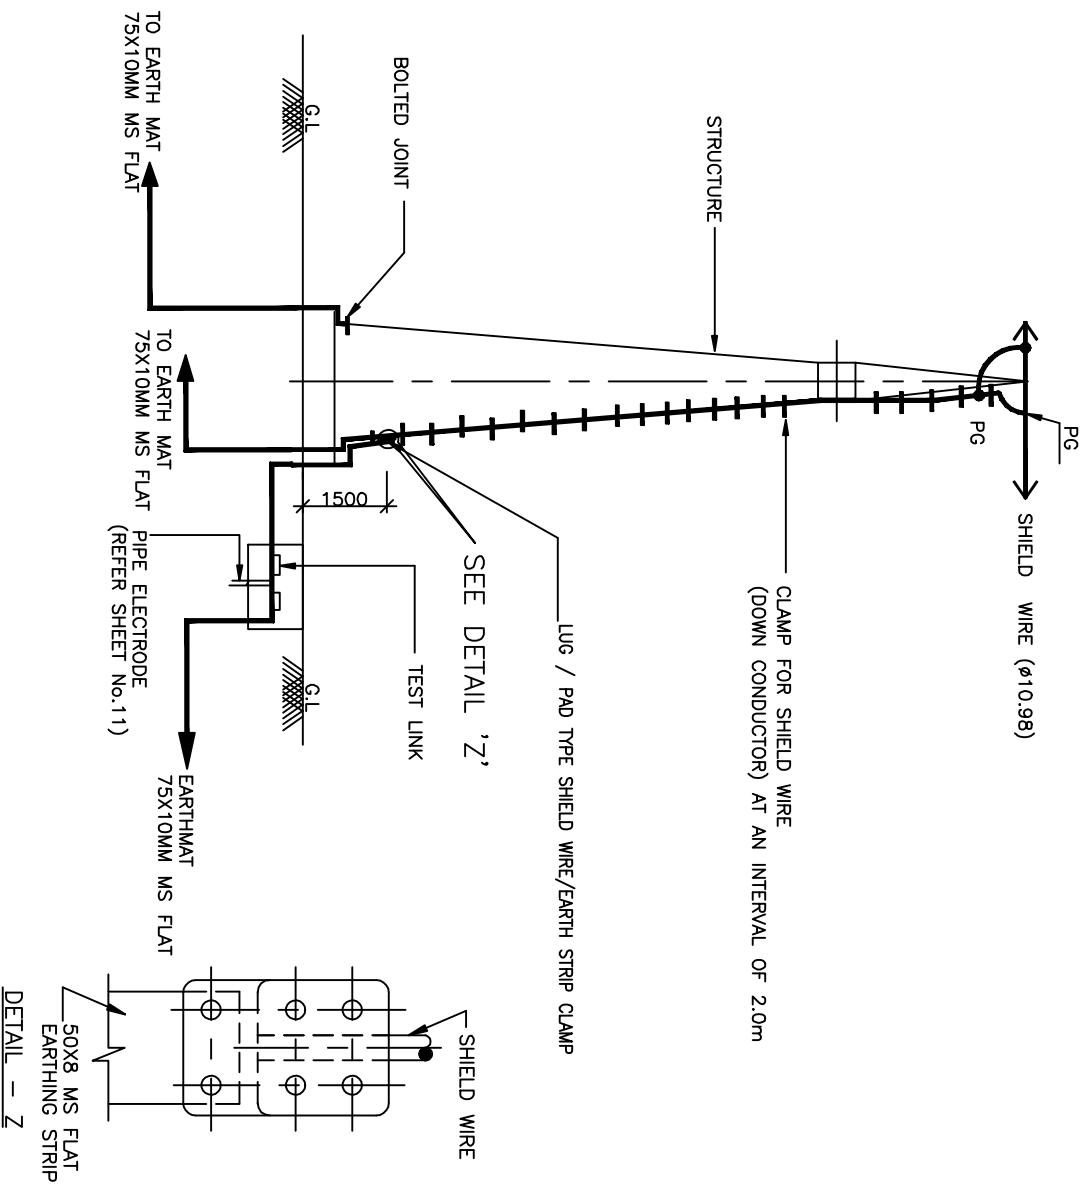 PG
SHIELD WIRE (ø10.98)
PG
CLAMP FOR SHIELD WIRE
(DOWN CONDUCTOR) AT AN INTERVAL OF 2.0m
STRUCTURE
LUG / PAD TYPE SHIELD WIRE/EARTH STRIP CLAMP
SEE DETAIL 'Z'
BOLTED JOINT
TEST LINK
1500
G.L
G.L
TO EARTH MAT
75X10MM MS FLAT
TO EARTH MAT
75X10MM MS FLAT
PIPE ELECTRODE
(REFER SHEET No.11)
EARTHMAT
75X10MM MS FLAT
SHIELD WIRE
50X8 MS FLAT
EARTHING STRIP
DETAIL - Z